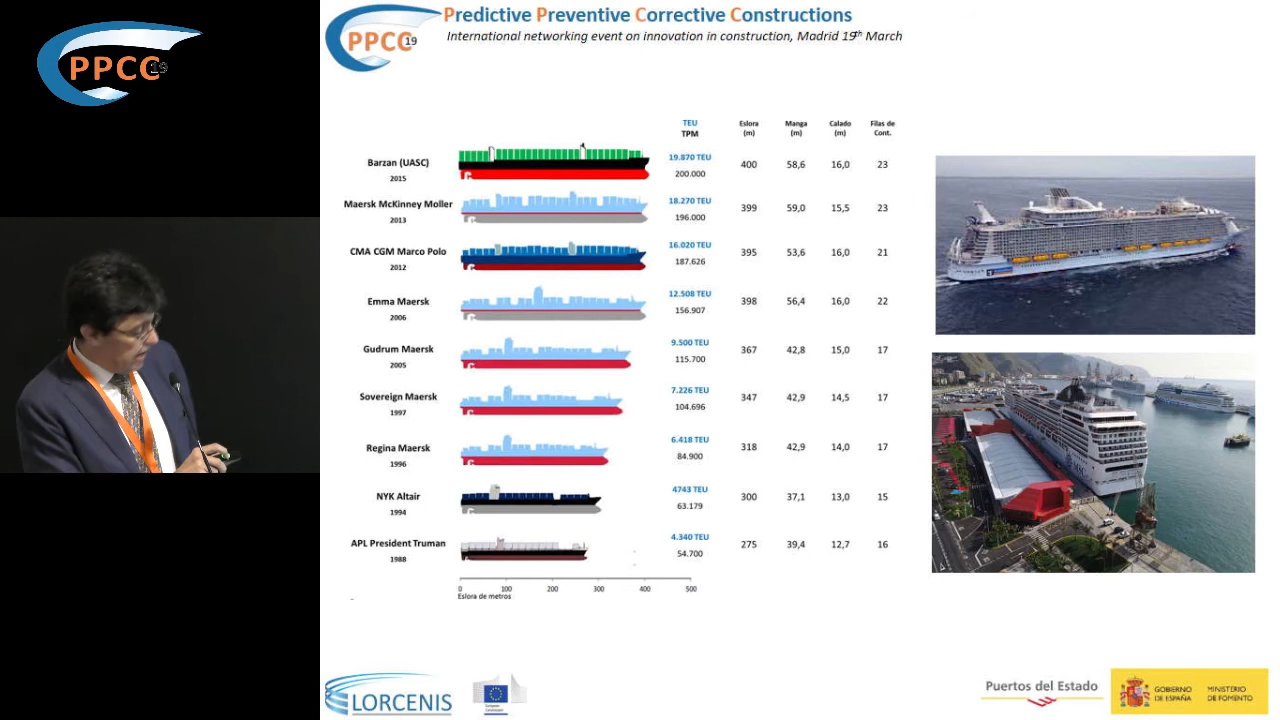 PPCC 19
PPCC 19
Predictive Preventive Corrective Constructions
International networking event on innovation in construction, Madrid 19th March
TEU
TPM
Eslora (m)
Manga (m)
Calado (m)
Filas de Cont.
Barzan (UASC)
2015
19.870 TEU
200.000
400 58,6 16,0 23
Maersk McKinney Moller
2013
18.270 TEU
196.000
399 59,0 15,5 23
CMA CGM Marco Polo
2012
16.020 TEU
187.626
395 53,6 16,0 21
Emma Maersk
2006
12.508 TEU
156.907
398 56,4 16,0 22
Gudrum Maersk
2005
9.500 TEU
115.700
367 42,8 15,0 17
Sovereign Maersk
1997
7.226 TEU
104.696
347 42,9 14,5 17
Regina Maersk
1996
6.418 TEU
84.900
318 42,9 14,0 17
NYK Altair
1994
4743 TEU
63.179
300 37,1 13,0 15
APL President Truman
1988
4.340 TEU
54.700
275 39,4 12,7 16
0 100 200 300 400 500
Eslora de metros
MSC
LORCENIS
European Commission
Puertos del Estado
GOBIERNO DE ESPAÑA
MINISTERIO DE FOMENTO